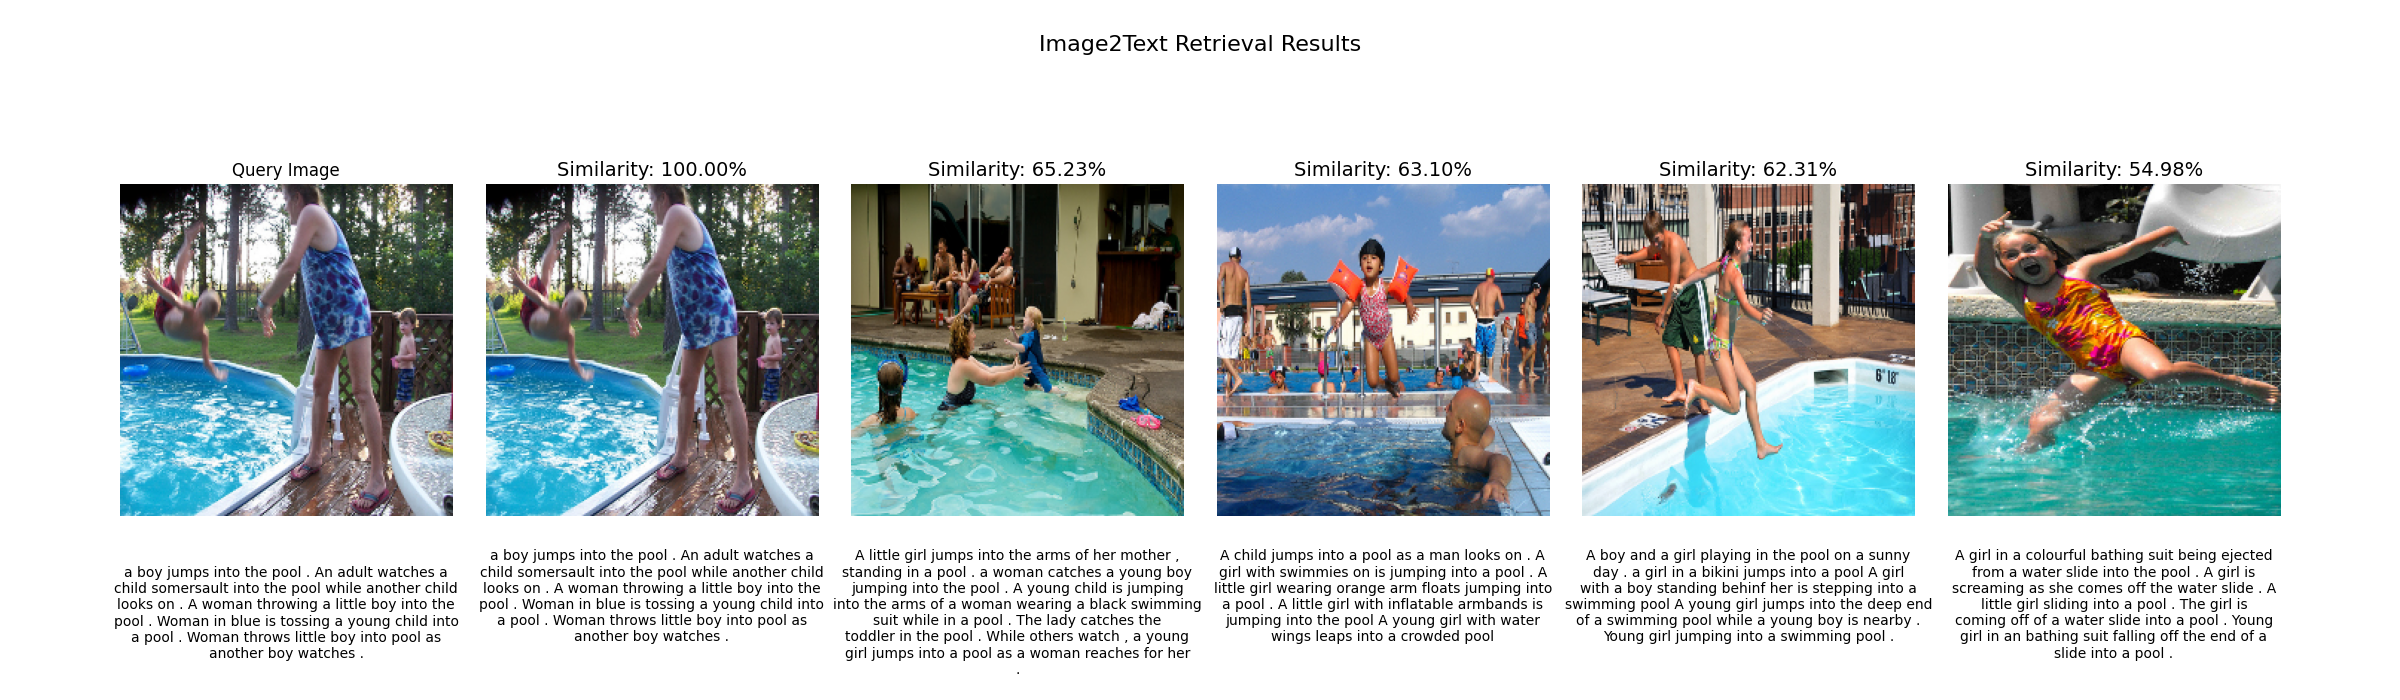 Image2Text Retrieval Results
Query Image
a boy jumps into the pool . An adult watches a
child somersault into the pool while another child
looks on . A woman throwing a little boy into the
pool . Woman in blue is tossing a young child into
a pool . Woman throws little boy into pool as
another boy watches .
Similarity: 100.00%
a boy jumps into the pool . An adult watches a
child somersault into the pool while another child
looks on . A woman throwing a little boy into the
pool . Woman in blue is tossing a young child into
a pool . Woman throws little boy into pool as
another boy watches .
Similarity: 65.23%
A little girl jumps into the arms of her mother ,
standing in a pool . a woman catches a young boy
jumping into the pool . A young child is jumping
into the arms of a woman wearing a black swimming
suit while in a pool . The lady catches the
toddler in the pool . While others watch , a young
girl jumps into a pool as a woman reaches for her
.
Similarity: 63.10%
A child jumps into a pool as a man looks on . A
girl with swimmies on is jumping into a pool . A
little girl wearing orange arm floats jumping into
a pool . A little girl with inflatable armbands is
jumping into the pool A young girl with water
wings leaps into a crowded pool
Similarity: 62.31%
A boy and a girl playing in the pool on a sunny
day . a girl in a bikini jumps into a pool A girl
with a boy standing behinf her is stepping into a
swimming pool A young girl jumps into the deep end
of a swimming pool while a young boy is nearby .
Young girl jumping into a swimming pool .
Similarity: 54.98%
A girl in a colourful bathing suit being ejected
from a water slide into the pool . A girl is
screaming as she comes off the water slide . A
little girl sliding into a pool . The girl is
coming off of a water slide into a pool . Young
girl in an bathing suit falling off the end of a
slide into a pool .